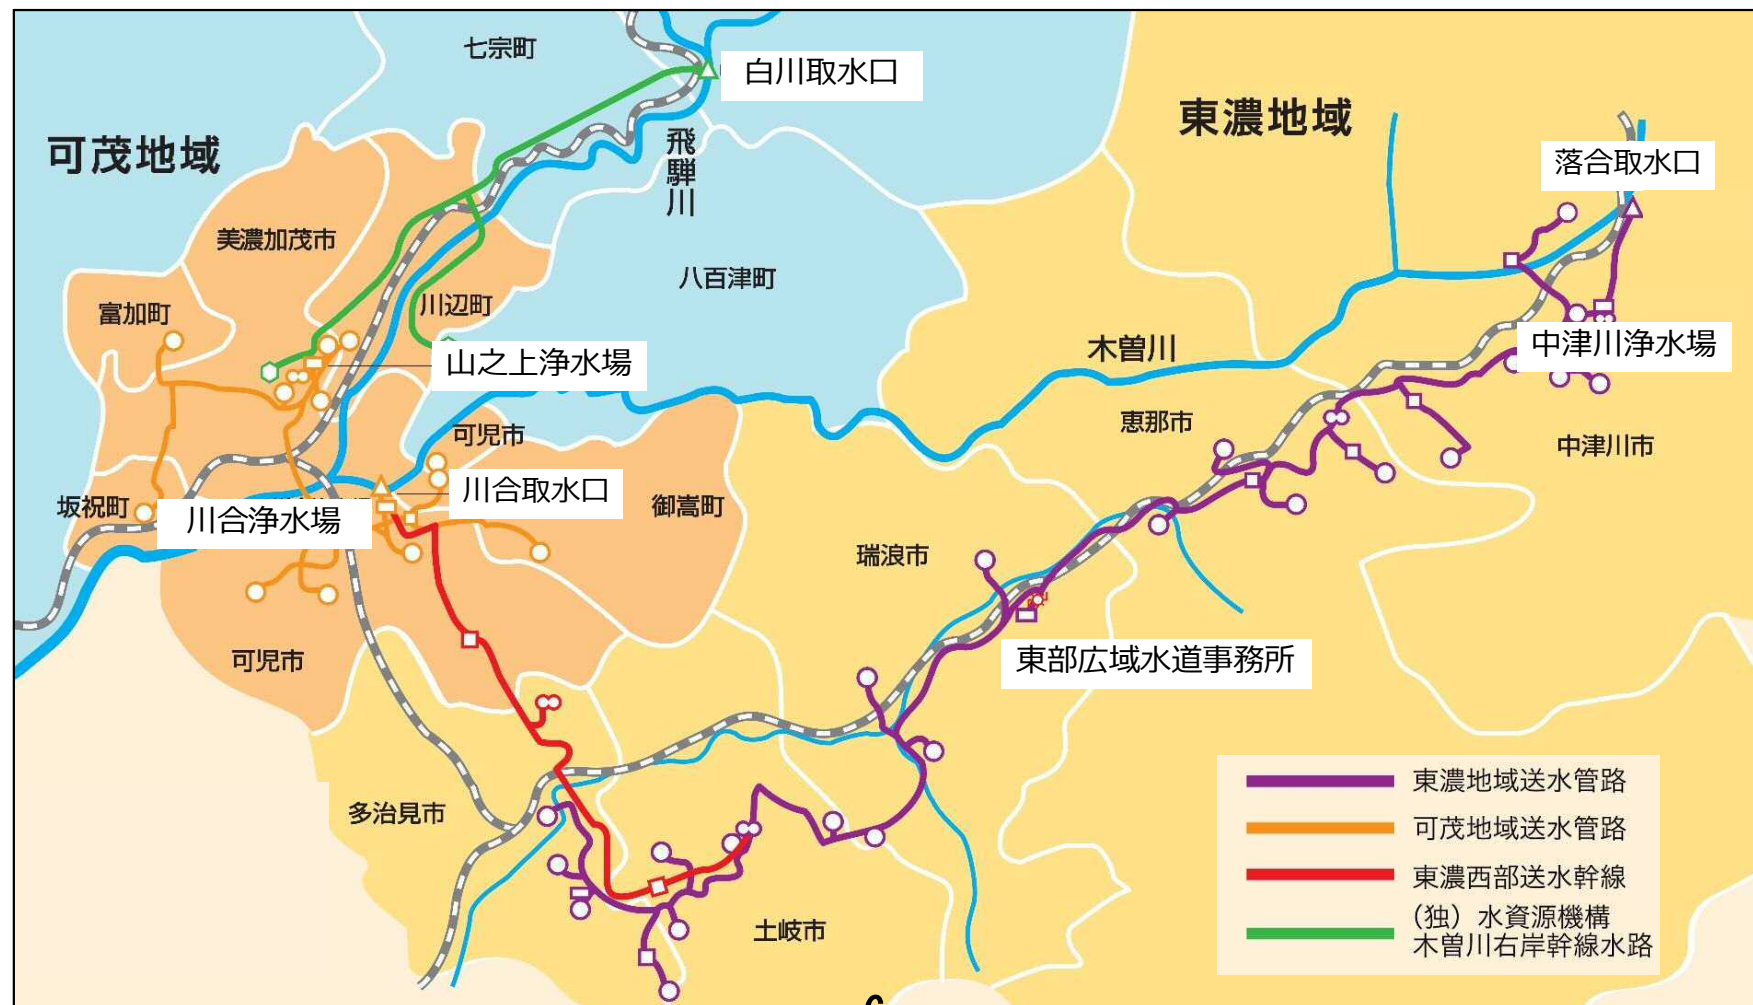 七宗町
白川取水口
東濃地域
可茂地域
飛騨川
落合取水口
美濃加茂市
八百津町
富加町
川辺町
中津川浄水場
木曽川
山之上浄水場
恵那市
可児市
中津川市
川合取水口
坂祝町
御嵩町
川合浄水場
瑞浪市
可児市
東部広域水道事務所
多治見市
土岐市
東濃地域送水管路
可茂地域送水管路
東濃西部送水幹線
(独)水資源機構
木曽川右岸幹線水路